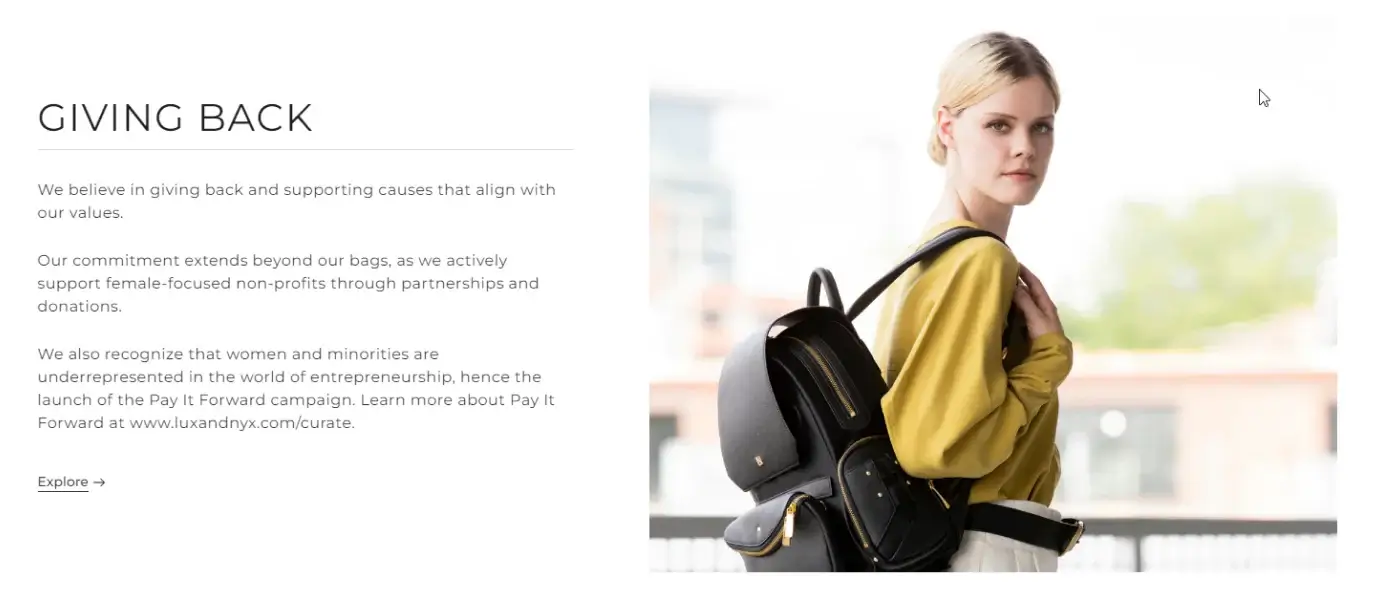 GIVING BACK
We believe in giving back and supporting causes that align with
our values.
Our commitment extends beyond our bags, as we actively
support female-focused non-profits through partnerships and
donations.
We also recognize that women and minorities are
underrepresented in the world of entrepreneurship, hence the
launch of the Pay It Forward campaign. Learn more about Pay It
Forward at www.luxandnyx.com/curate.
Explore →